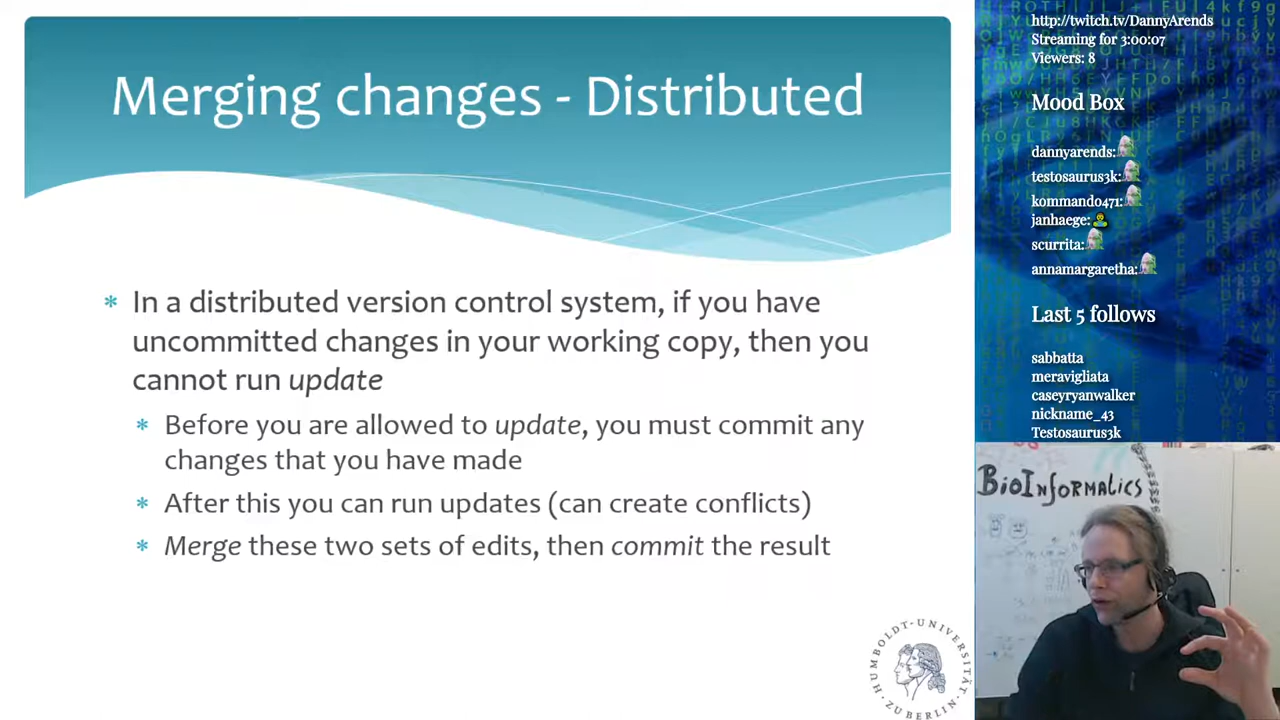 Merging changes - Distributed
In a distributed version control system, if you have
uncommitted changes in your working copy, then you
cannot run update
Before you are allowed to update, you must commit any
changes that you have made
After this you can run updates (can create conflicts)
Merge these two sets of edits, then commit the result
HUMBOLDT-UNIVERSITÄT
ZU BERLIN
http://twitch.tv/DannyArends
Streaming for 3:00:07
Viewers: 8
Mood Box
dannyarends:
testosaurus3k:
kommando471:
janhaege:
scurrita:
annamargaretha:
Last 5 follows
sabbatta
meravigliata
caseyryanwalker
nickname_43
Testosaurus3k
BioInformatics